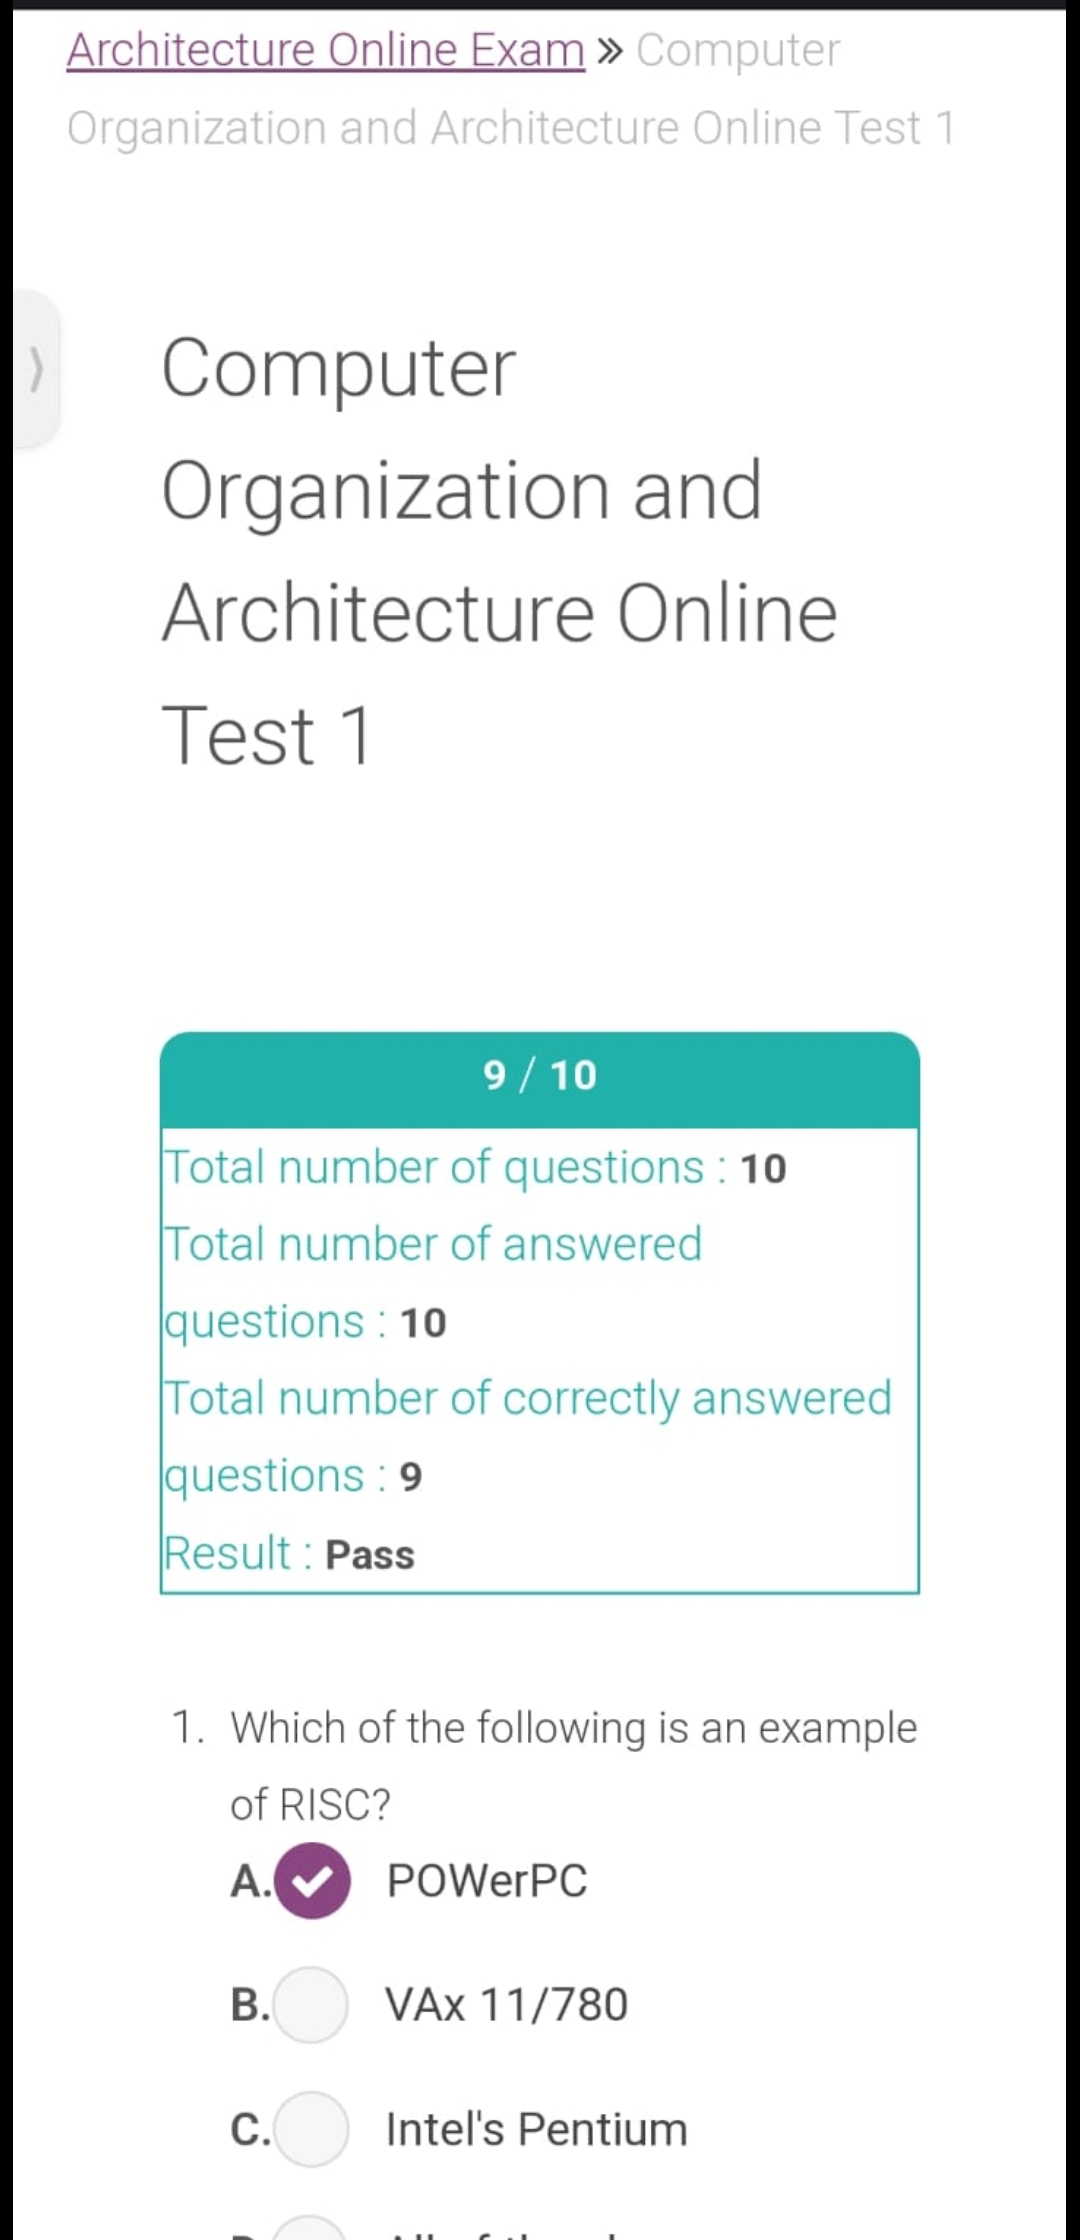 Architecture Online Exam » Computer
Organization and Architecture Online Test 1
Computer
Organization and
Architecture Online
Test 1
9 / 10
Total number of questions : 10
Total number of answered
questions : 10
Total number of correctly answered
questions : 9
Result : Pass
1. Which of the following is an example
of RISC?
A. POWerPC
B. VAx 11/780
C. Intel's Pentium